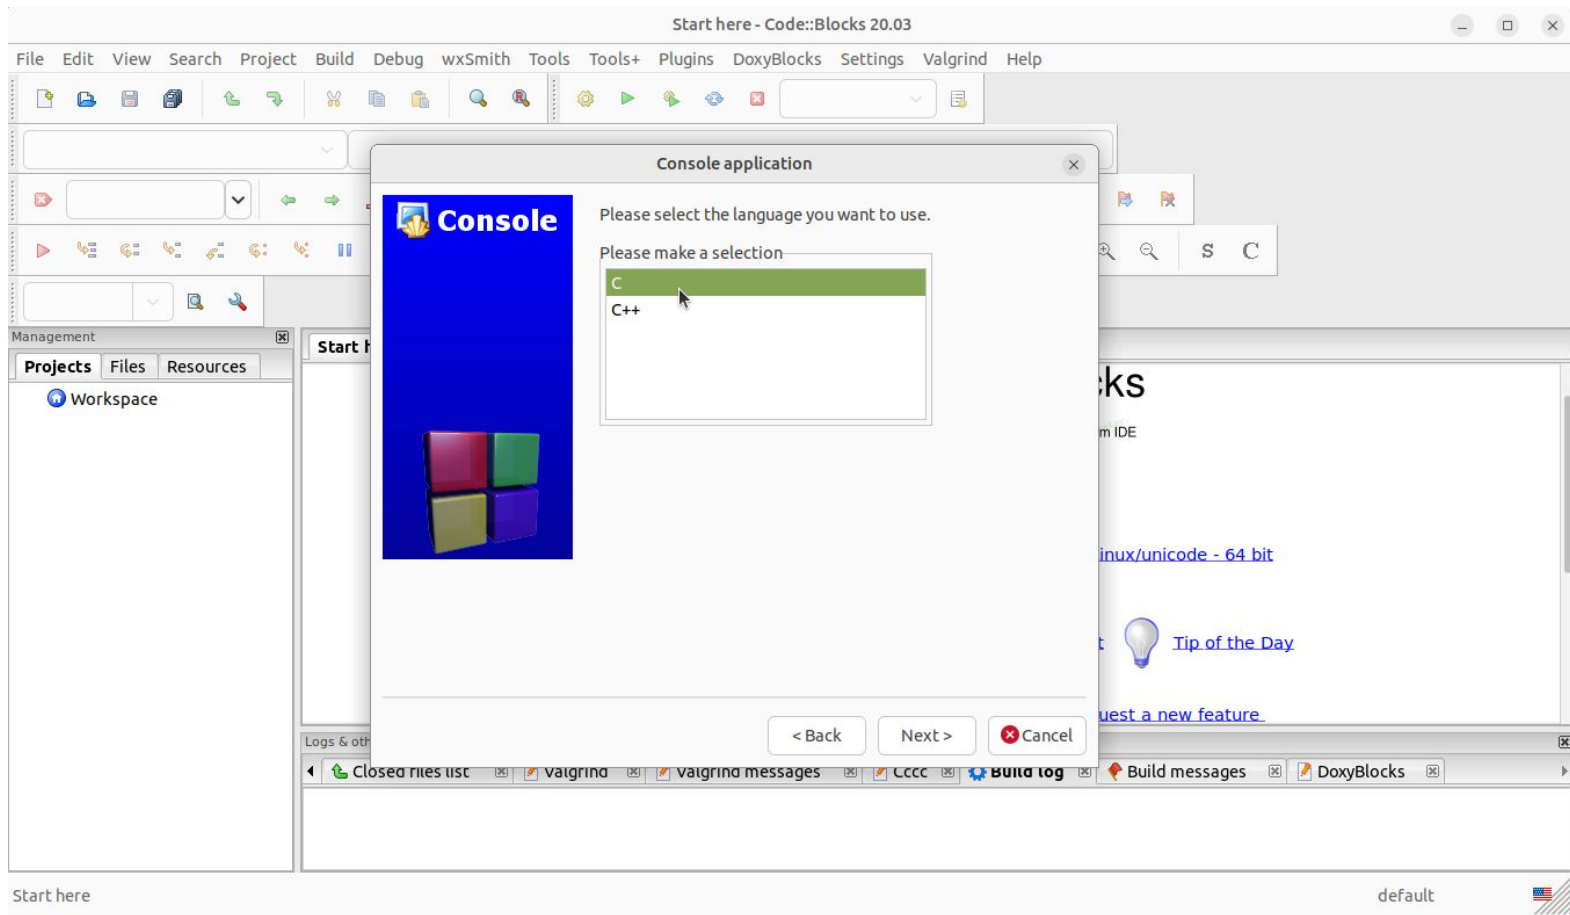 Start here - Code::Blocks 20.03
File Edit View Search Project Build Debug wxSmith Tools Tools+ Plugins DoxyBlocks Settings Valgrind Help
Console application
Console
Please select the language you want to use.
Please make a selection
C
C++
S C
Management
Projects Files Resources
Workspace
Start
cks
m IDE
inux/unicode - 64 bit
t Tip of the Day
uest a new feature
< Back Next > Cancel
Logs & oth
Closed files list Valgrind Valgrind messages Cccc Build log Build messages DoxyBlocks
Start here default